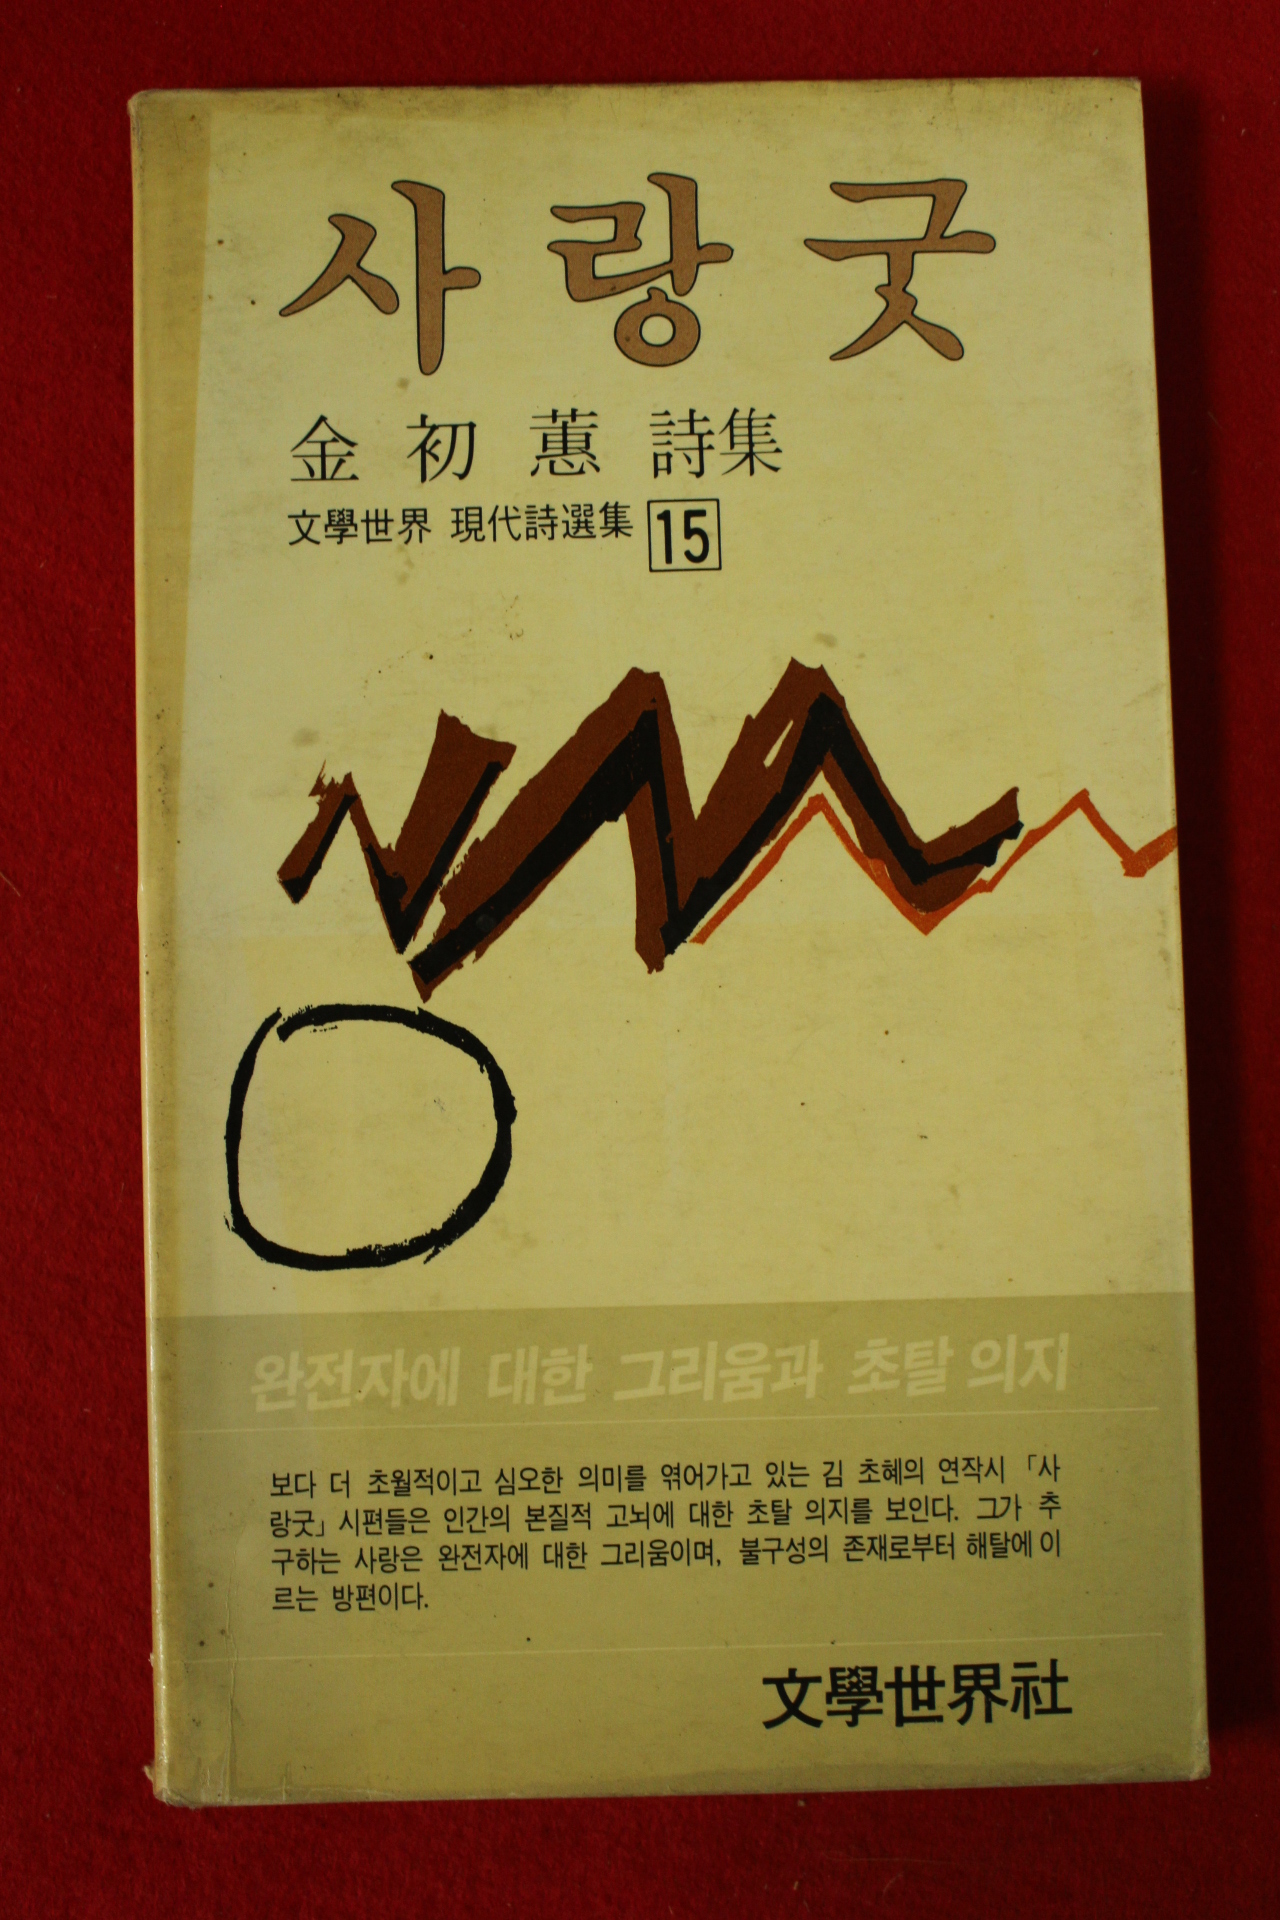 사랑굿
金初蕙 詩集
文學世界 現代詩選集 15
완전자에 대한 그리움과 초탈 의지
보다 더 초월적이고 심오한 의미를 엮어가고 있는 김 초혜의 연작시 「사
랑굿」 시편들은 인간의 본질적 고뇌에 대한 초탈 의지를 보인다. 그가 추
구하는 사랑은 완전자에 대한 그리움이며, 불구성의 존재로부터 해탈에 이
르는 방편이다.
文學世界社